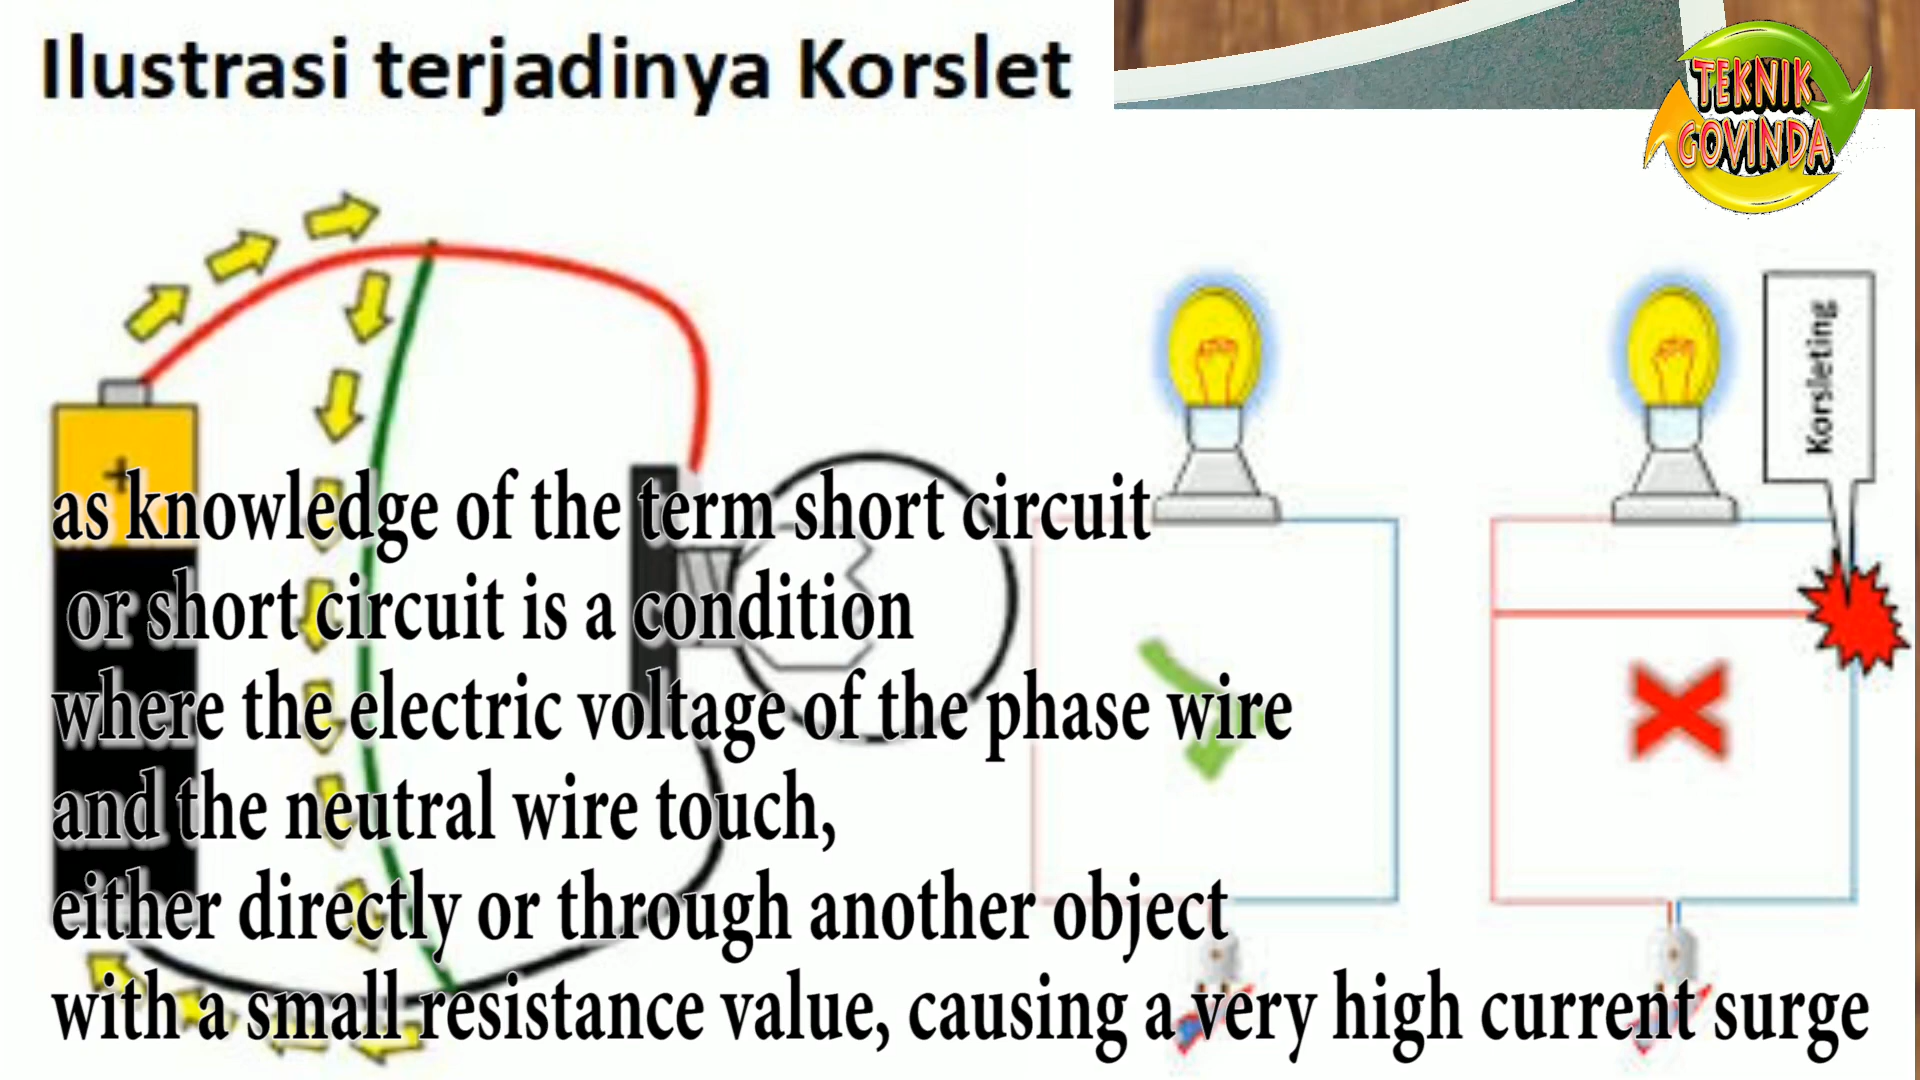 Ilustrasi terjadinya Korslet
TEKNIK
GOVINDA
Korsleting
+
as knowledge of the term short circuit
or short circuit is a condition
where the electric voltage of the phase wire
and the neutral wire touch,
either directly or through another object
with a small resistance value, causing a very high current surge